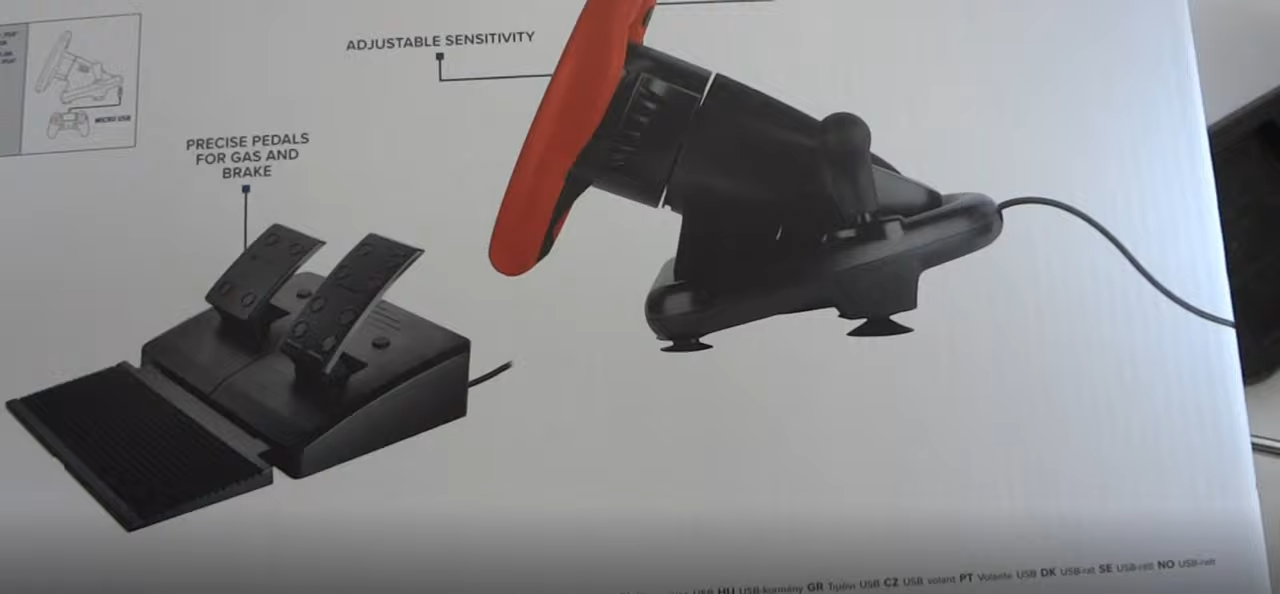 ADJUSTABLE SENSITIVITY
MICRO USB
PRECISE PEDALS
FOR GAS AND
BRAKE
USB HU USB-kormány GR Τιμόνι USB CZ USB volant PT Volante USB DK USB-rat SE USB-ratt NO USB-ratt